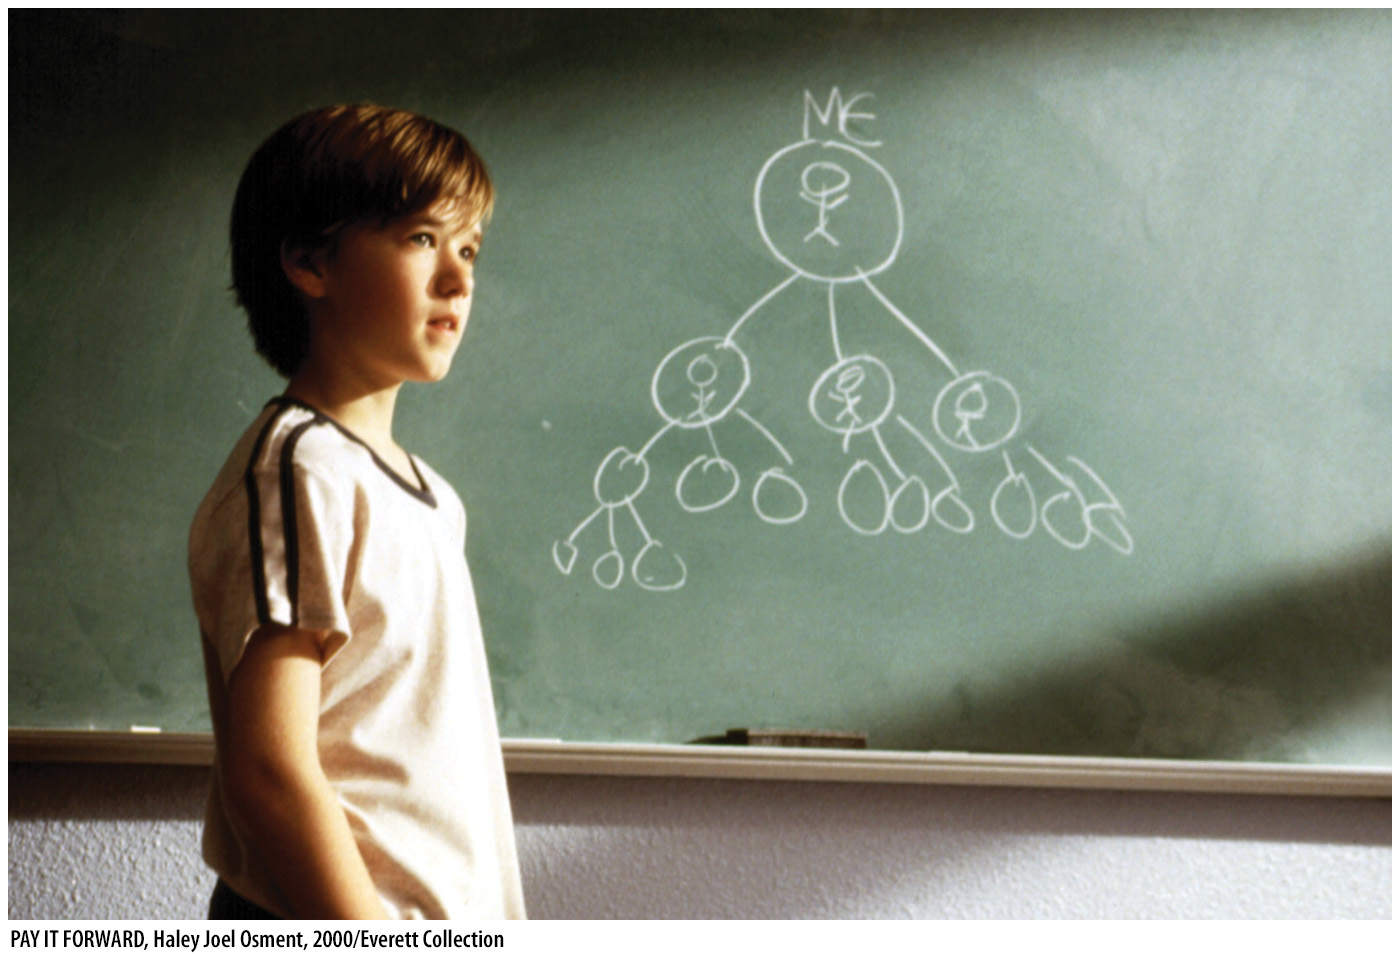 ME
PAY IT FORWARD, Haley Joel Osment, 2000/Everett Collection